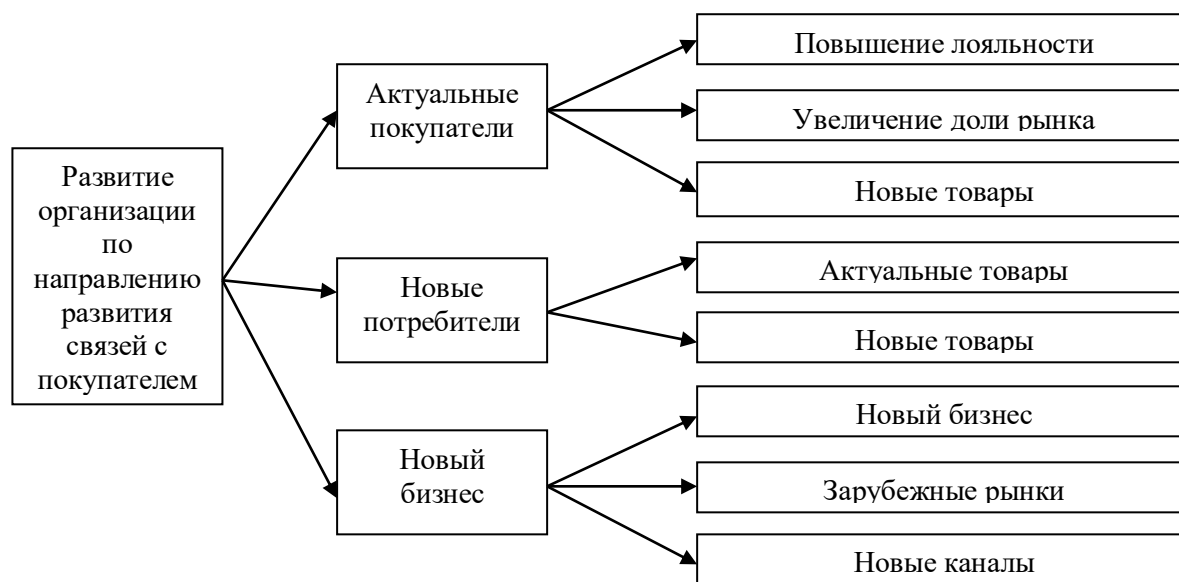 Развитие
организации
по
направлению
развития
связей с
покупателем
Актуальные
покупатели
Повышение лояльности
Увеличение доли рынка
Новые товары
Новые
потребители
Актуальные товары
Новые товары
Новый
бизнес
Новый бизнес
Зарубежные рынки
Новые каналы